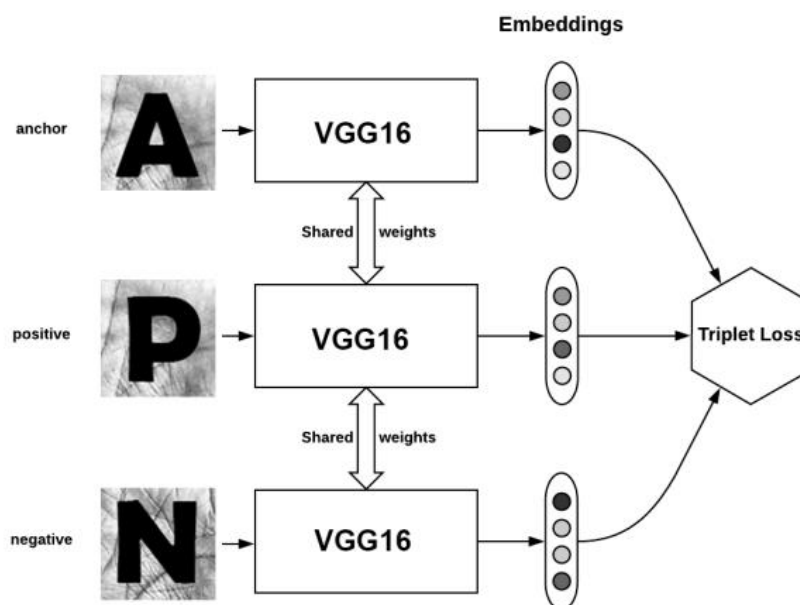 Embeddings
anchor
A
VGG16
Shared weights
positive
P
VGG16
Triplet Loss
Shared weights
negative
N
VGG16